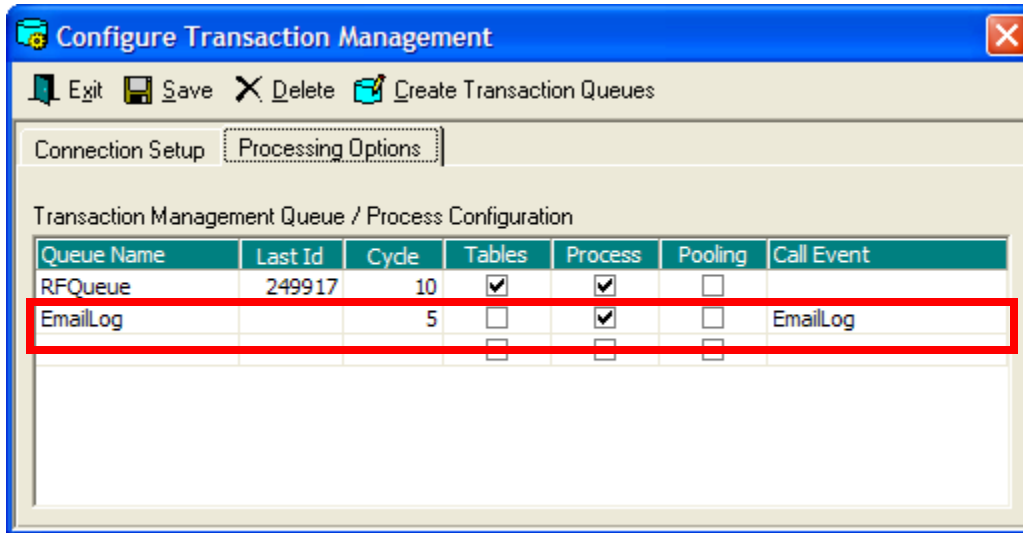 Configure Transaction Management
Exit Save Delete Create Transaction Queues
Connection Setup Processing Options
Transaction Management Queue / Process Configuration
Queue Name Last Id Cycle Tables Process Pooling Call Event
RFQueue 249917 10
EmailLog 5 EmailLog